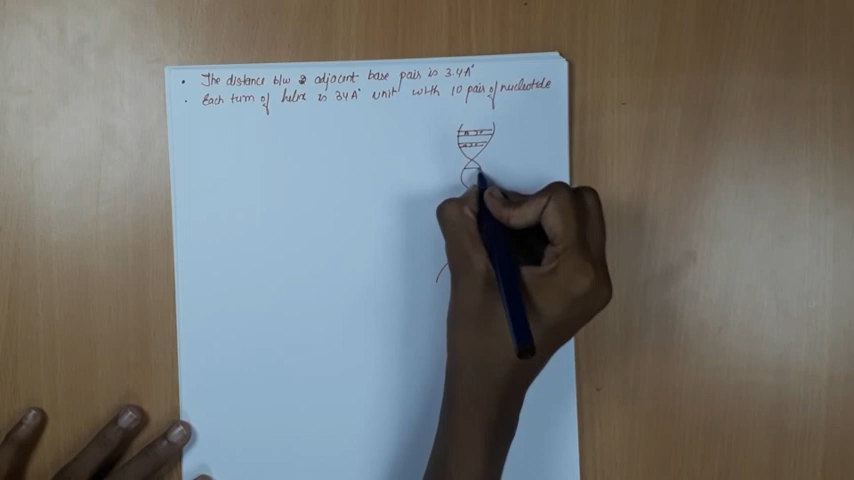 • The distance b/w 2 adjacent base pair is 3.4A°
• Each turn of helix is 34A° unit with 10 pair of nucleotide